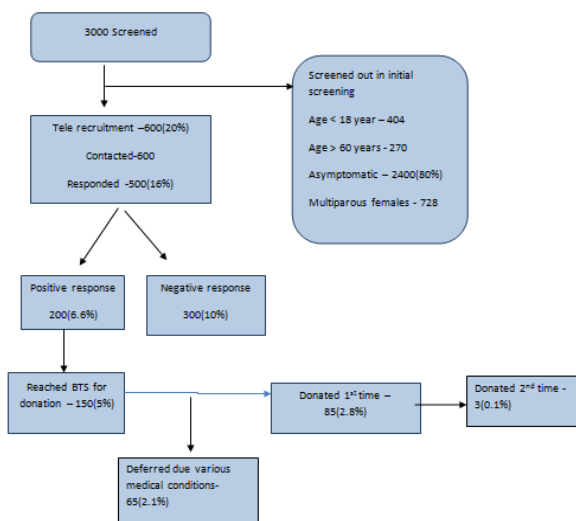 3000 Screened
Screened out in initial
screening
Age < 18 year – 404
Age > 60 years - 270
Asymptomatic – 2400(80%)
Multiparous females - 728
Tele recruitment –600(20%)
Contacted-600
Responded -500(16%)
Positive response
200(6.6%)
Negative response
300(10%)
Reached BTS for
donation – 150(5%)
Donated 1st time –
85(2.8%)
Donated 2nd time -
3(0.1%)
Deferred due various
medical conditions-
65(2.1%)